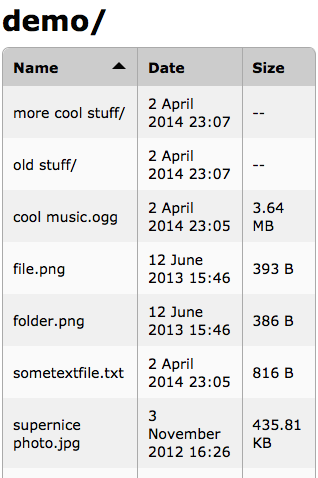 demo/
Name Date Size
more cool stuff/ 2 April
2014 23:07 --
old stuff/ 2 April
2014 23:07 --
cool music.ogg 2 April
2014 23:05 3.64
MB
file.png 12 June
2013 15:46 393 B
folder.png 12 June
2013 15:46 386 B
sometextfile.txt 2 April
2014 23:05 816 B
supernice
photo.jpg 3
November
2012 16:26 435.81
KB